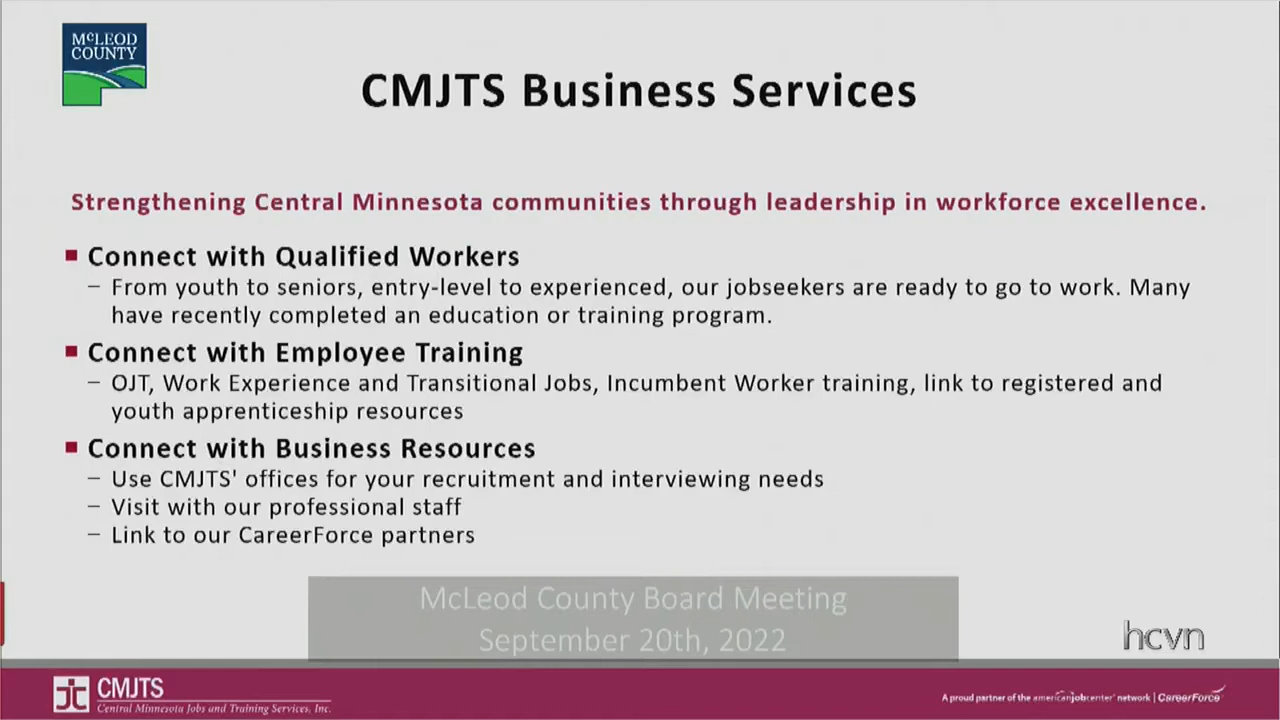 McLEOD
COUNTY
CMJTS Business Services
Strengthening Central Minnesota communities through leadership in workforce excellence.
Connect with Qualified Workers
– From youth to seniors, entry-level to experienced, our jobseekers are ready to go to work. Many
have recently completed an education or training program.
Connect with Employee Training
– OJT, Work Experience and Transitional Jobs, Incumbent Worker training, link to registered and
youth apprenticeship resources
Connect with Business Resources
– Use CMJTS' offices for your recruitment and interviewing needs
– Visit with our professional staff
– Link to our CareerForce partners
McLeod County Board Meeting
September 20th, 2022
hcvn
CMJTS
Central Minnesota Jobs and Training Services, Inc.
A proud partner of the americanjobcenter® network | CareerForce